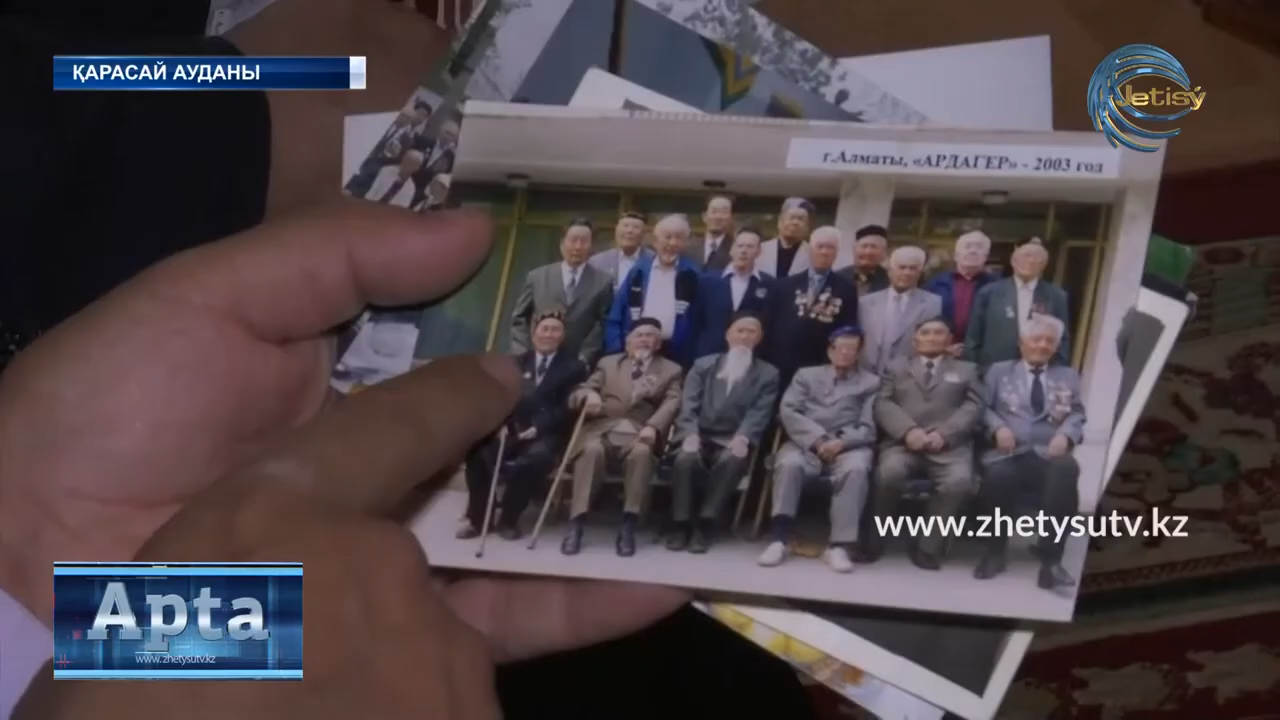 ҚАРАСАЙ АУДАНЫ
Jetisý
г.Алматы, «АРДАГЕР» - 2003 год
www.zhetysutv.kz
Apta
www.zhetysutv.kz